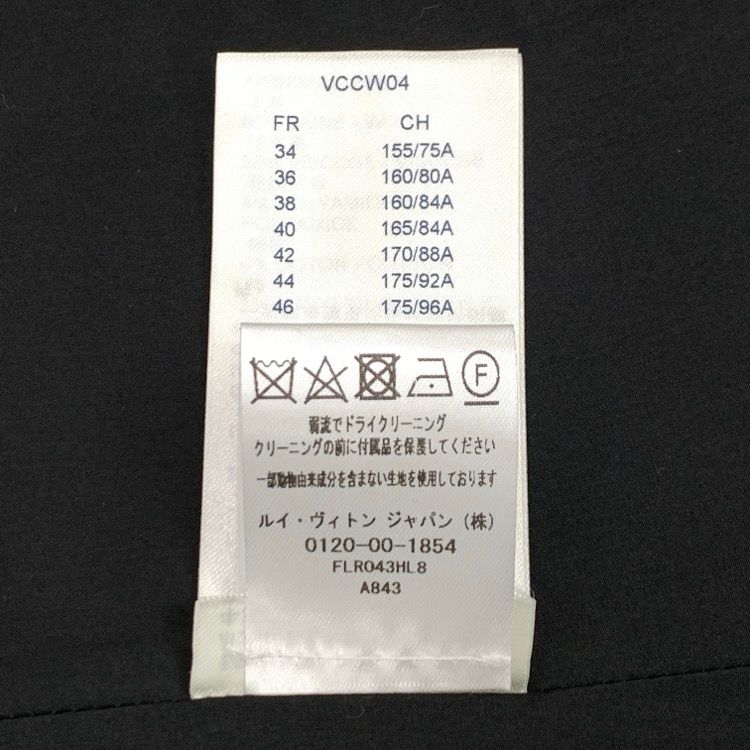 VCCW04
FR CH
34 155/75A
36 160/80A
38 160/84A
40 165/84A
42 170/88A
44 175/92A
46 175/96A
F
弱流でドライクリーニング
クリーニングの前に付属品を保護してください
一部動物由来成分を含まない生地を使用しております
ルイ・ヴィトン ジャパン (株)
0120-00-1854
FLR043HL8
A843